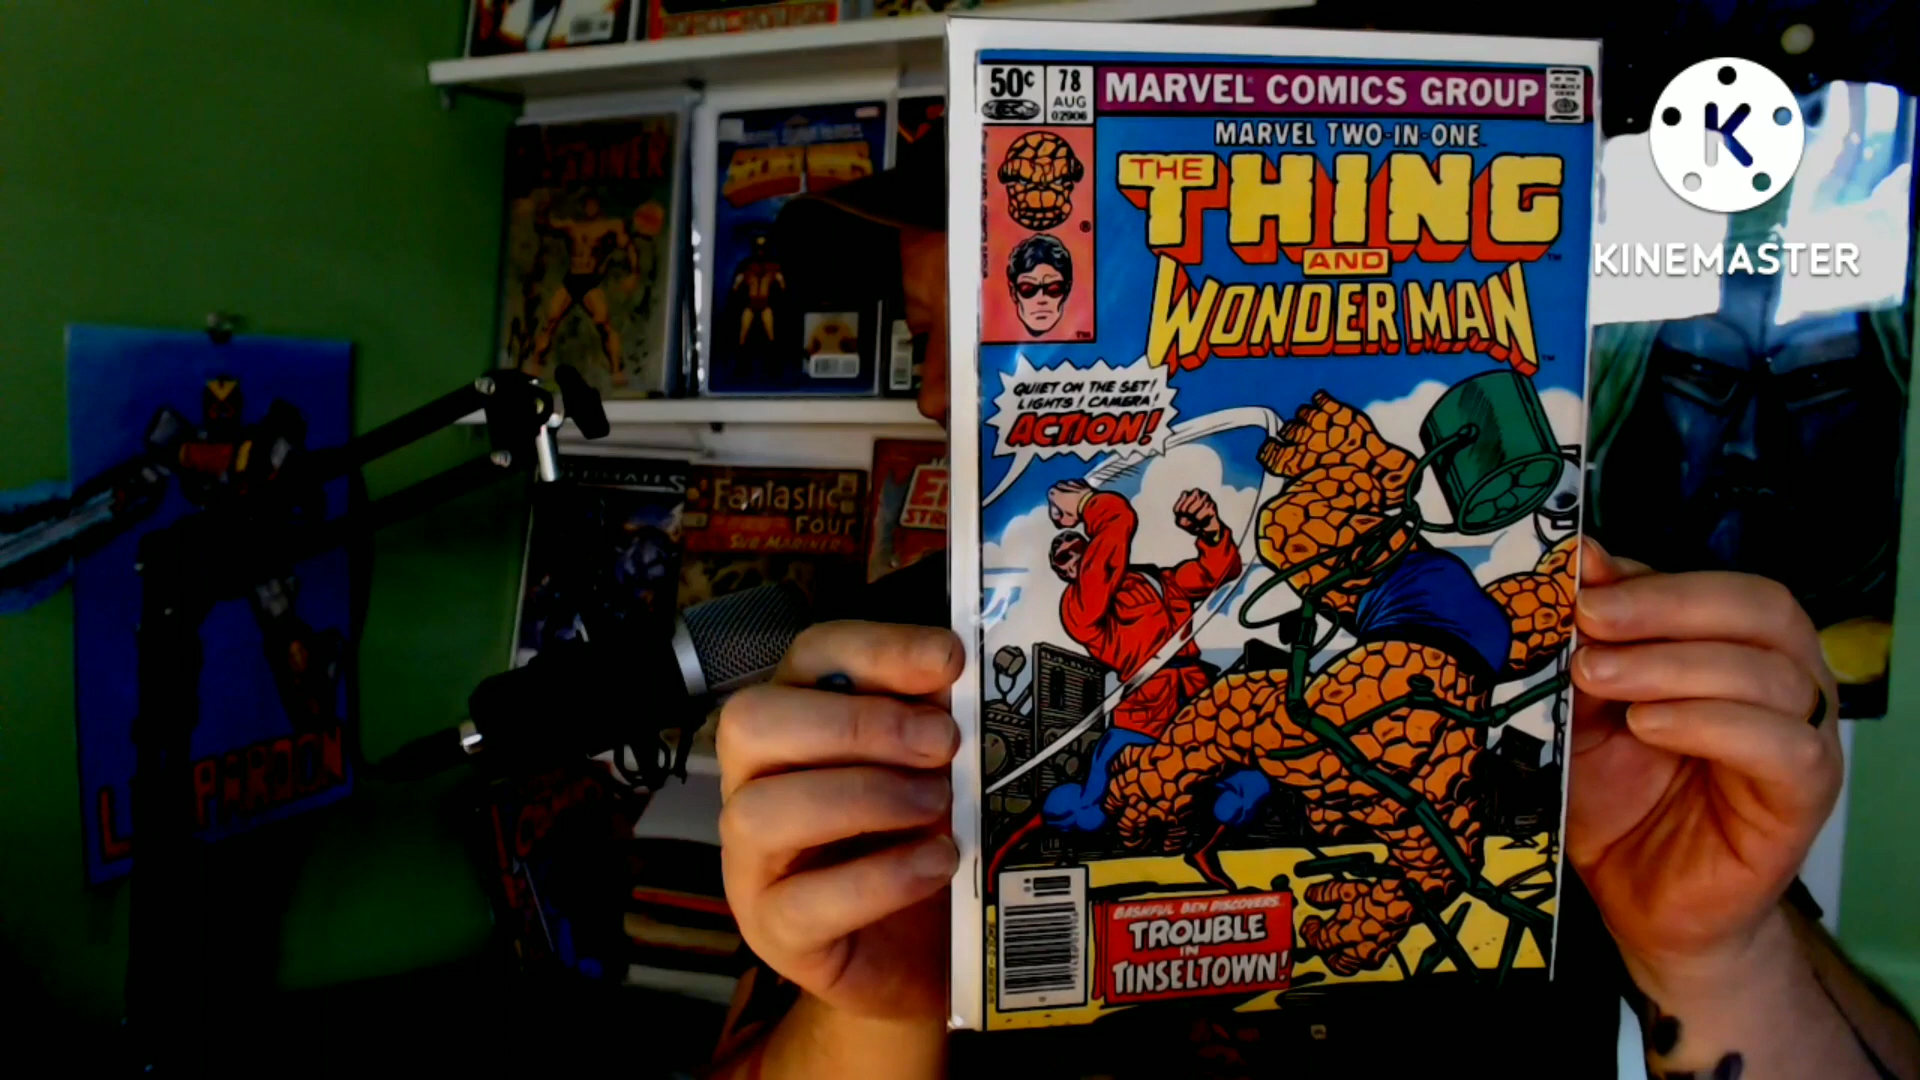 50¢
78
AUG
02906
MARVEL COMICS GROUP
MARVEL TWO-IN-ONE
THE
THING
AND
WONDER MAN
QUIET ON THE SET!
LIGHTS! CAMERA!
ACTION!
BASHFUL BEN DISCOVERS...
TROUBLE
IN
TINSELTOWN!
K
KINEMASTER
Fantastic
FOUR
SUB MARINER
PARDON